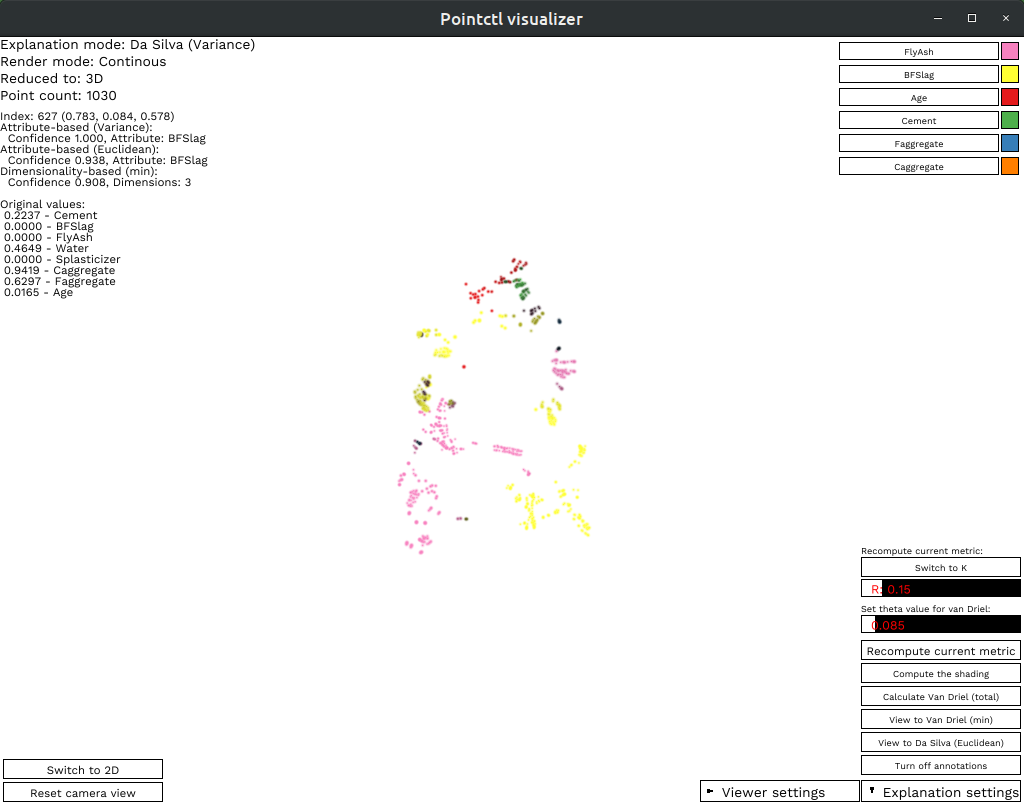 Pointctl visualizer
Explanation mode: Da Silva (Variance)
Render mode: Continous
Reduced to: 3D
Point count: 1030
Index: 627 (0.783, 0.084, 0.578)
Attribute-based (Variance):
Confidence 1.000, Attribute: BFSlag
Attribute-based (Euclidean):
Confidence 0.938, Attribute: BFSlag
Dimensionality-based (min):
Confidence 0.908, Dimensions: 3
Original values:
0.2237 - Cement
0.0000 - BFSlag
0.0000 - FlyAsh
0.4649 - Water
0.0000 - Splasticizer
0.9419 - Caggregate
0.6297 - Faggregate
0.0165 - Age
FlyAsh
BFSlag
Age
Cement
Faggregate
Caggregate
Recompute current metric:
Switch to K
R: 0.15
Set theta value for van Driel:
0.085
Recompute current metric
Compute the shading
Calculate Van Driel (total)
View to Van Driel (min)
View to Da Silva (Euclidean)
Turn off annotations
Switch to 2D
Reset camera view
Viewer settings
Explanation settings